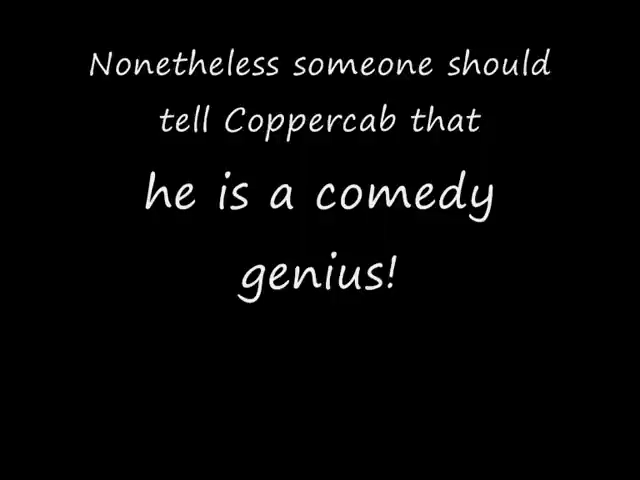 Nonetheless someone should
tell Coppercab that
he is a comedy
genius!